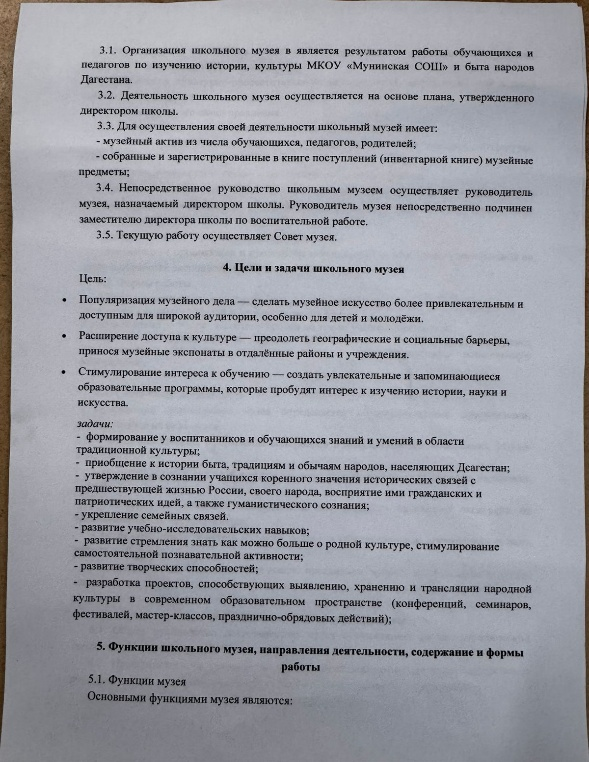 3.1. Организация школьного музея в является результатом работы обучающихся и
педагогов по изучению истории, культуры МКОУ «Мунинская СОШ» и быта народов
Дагестана.
3.2. Деятельность школьного музея осуществляется на основе плана, утвержденного
директором школы.
3.3. Для осуществления своей деятельности школьный музей имеет:
- музейный актив из числа обучающихся, педагогов, родителей;
- собранные и зарегистрированные в книге поступлений (инвентарной книге) музейные
предметы;
3.4. Непосредственное руководство школьным музеем осуществляет руководитель
музея, назначаемый директором школы. Руководитель музея непосредственно подчинен
заместителю директора школы по воспитательной работе.
3.5. Текущую работу осуществляет Совет музея.
4. Цели и задачи школьного музея
Цель:
• Популяризация музейного дела — сделать музейное искусство более привлекательным и
доступным для широкой аудитории, особенно для детей и молодёжи.
• Расширение доступа к культуре — преодолеть географические и социальные барьеры,
принося музейные экспонаты в отдалённые районы и учреждения.
• Стимулирование интереса к обучению — создать увлекательные и запоминающиеся
образовательные программы, которые пробудят интерес к изучению истории, науки и
искусства.
задачи:
- формирование у воспитанников и обучающихся знаний и умений в области
традиционной культуры;
- приобщение к истории быта, традициям и обычаям народов, населяющих Дсагестан;
- утверждение в сознании учащихся коренного значения исторических связей с
предшествующей жизнью России, своего народа, восприятие ими гражданских и
патриотических идей, а также гуманистического сознания;
- укрепление семейных связей.
- развитие учебно-исследовательских навыков;
- развитие стремления знать как можно больше о родной культуре, стимулирование
самостоятельной познавательной активности;
- развитие творческих способностей;
- разработка проектов, способствующих выявлению, хранению и трансляции народной
культуры в современном образовательном пространстве (конференций, семинаров,
фестивалей, мастер-классов, празднично-обрядовых действий);
5. Функции школьного музея, направления деятельности, содержание и формы
работы
5.1. Функции музея
Основными функциями музея являются: